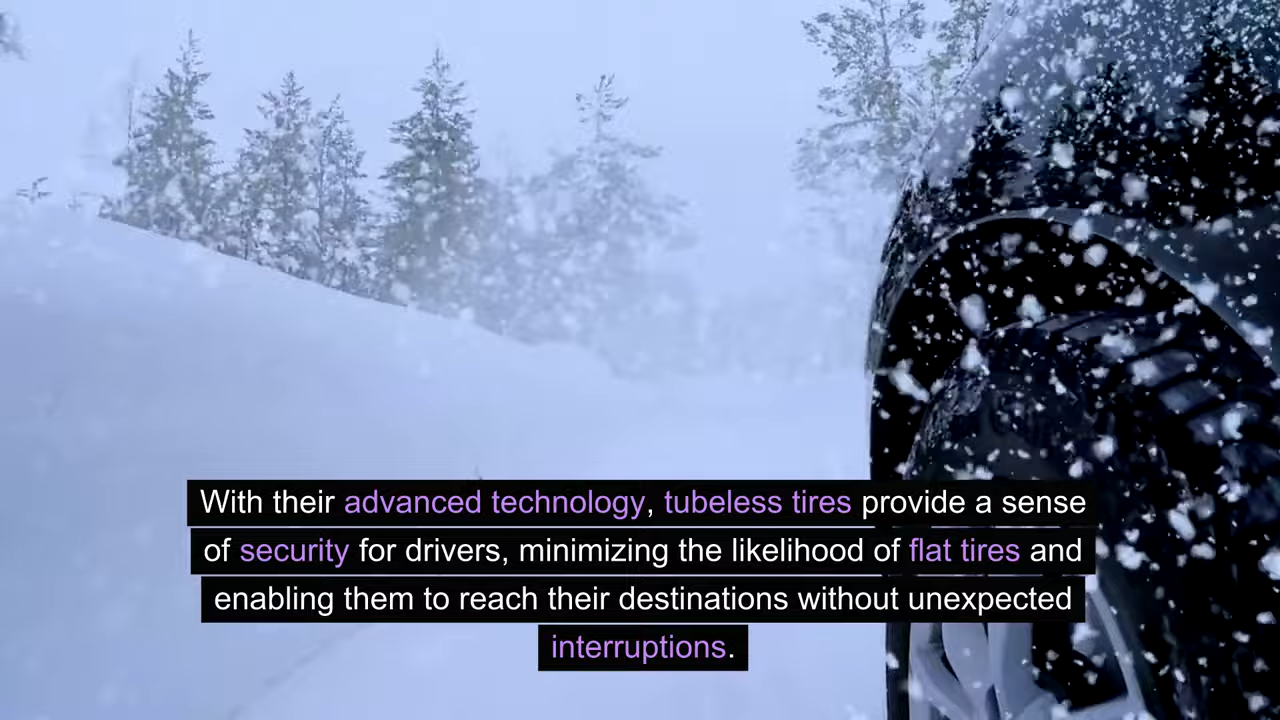 With their advanced technology, tubeless tires provide a sense
of security for drivers, minimizing the likelihood of flat tires and
enabling them to reach their destinations without unexpected
interruptions.